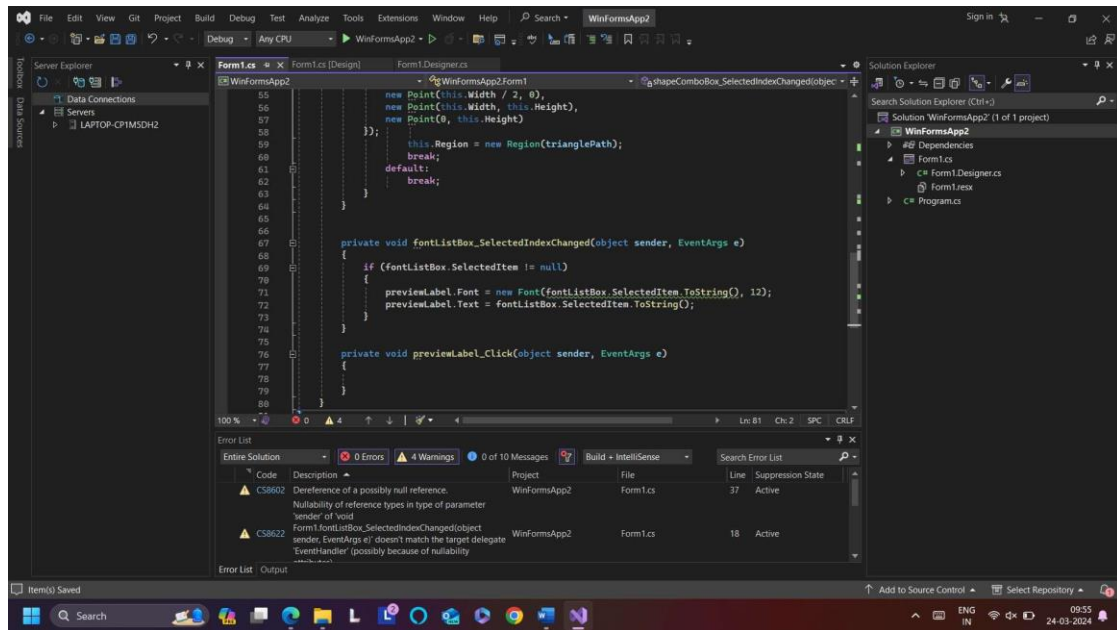 File Edit View Git Project Build Debug Test Analyze Tools Extensions Window Help Search WinFormsApp2 Sign in
Debug Any CPU WinFormsApp2
Toolbox
Data Sources
Server Explorer
Data Connections
Servers
LAPTOP-CP1M5DH2
Form1.cs Form1.cs [Design] Form1.Designer.cs
WinFormsApp2 WinFormsApp2.Form1 shapeComboBox_SelectedIndexChanged(object
55 new Point(this.Width / 2, 0),
56 new Point(this.Width, this.Height),
57 new Point(0, this.Height)
58 });
59 this.Region = new Region(trianglePath);
60 break;
61 default:
62 break;
63 }
64 }
65
66
67 private void fontListBox_SelectedIndexChanged(object sender, EventArgs e)
68 {
69 if (fontListBox.SelectedItem != null)
70 {
71 previewLabel.Font = new Font(fontListBox.SelectedItem.ToString(), 12);
72 previewLabel.Text = fontListBox.SelectedItem.ToString();
73 }
74 }
75
76 private void previewLabel_Click(object sender, EventArgs e)
77 {
78
79 }
80 }
100 % 0 4 Ln: 81 Ch: 2 SPC CRLF
Error List
Entire Solution 0 Errors 4 Warnings 0 of 10 Messages Build + IntelliSense Search Error List
Code Description Project File Line Suppression State
CS8602 Dereference of a possibly null reference. WinFormsApp2 Form1.cs 37 Active
Nullability of reference types in type of parameter
'sender' of 'void
CS8622 Form1.fontListBox_SelectedIndexChanged(object
sender, EventArgs e)' doesn't match the target delegate WinFormsApp2 Form1.cs 18 Active
'EventHandler' (possibly because of nullability
Error List Output
Solution Explorer
Search Solution Explorer (Ctrl+;)
Solution 'WinFormsApp2' (1 of 1 project)
WinFormsApp2
Dependencies
Form1.cs
C# Form1.Designer.cs
Form1.resx
C# Program.cs
Item(s) Saved Add to Source Control Select Repository
Search ENG 09:55
IN 24-03-2024